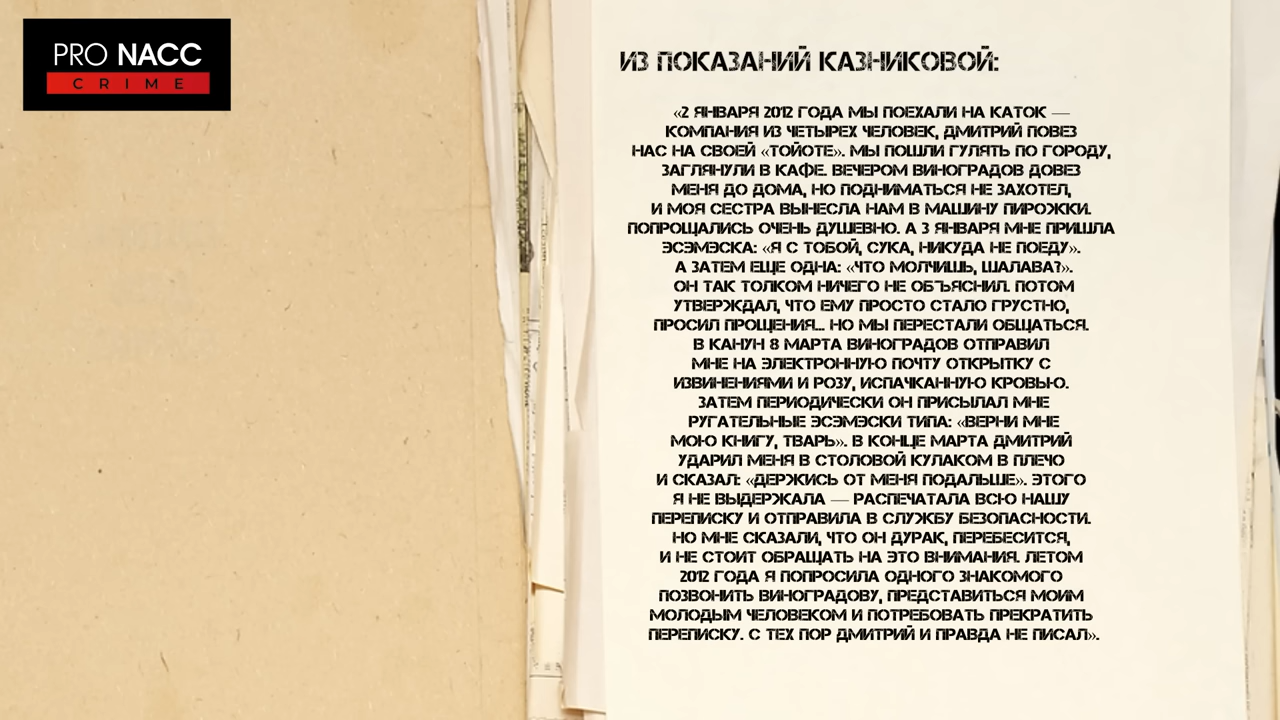 PRO NACC
CRIME
ИЗ ПОКАЗАНИЙ КАЗНИКОВОЙ:
«2 ЯНВАРЯ 2012 ГОДА МЫ ПОЕХАЛИ НА КАТОК —
КОМПАНИЯ ИЗ ЧЕТЫРЕХ ЧЕЛОВЕК, ДМИТРИЙ ПОВЕЗ
НАС НА СВОЕЙ «ТОЙОТЕ». МЫ ПОШЛИ ГУЛЯТЬ ПО ГОРОДУ,
ЗАГЛЯНУЛИ В КАФЕ. ВЕЧЕРОМ ВИНОГРАДОВ ДОВЕЗ
МЕНЯ ДО ДОМА, НО ПОДНИМАТЬСЯ НЕ ЗАХОТЕЛ,
И МОЯ СЕСТРА ВЫНЕСЛА НАМ В МАШИНУ ПИРОЖКИ.
ПОПРОЩАЛИСЬ ОЧЕНЬ ДУШЕВНО. А 3 ЯНВАРЯ МНЕ ПРИШЛА
ЭСЭМЭСКА: «Я С ТОБОЙ, СУКА, НИКУДА НЕ ПОЕДУ».
А ЗАТЕМ ЕЩЕ ОДНА: «ЧТО МОЛЧИШЬ, ШАЛАВА?».
ОН ТАК ТОЛКОМ НИЧЕГО НЕ ОБЪЯСНИЛ. ПОТОМ
УТВЕРЖДАЛ, ЧТО ЕМУ ПРОСТО СТАЛО ГРУСТНО,
ПРОСИЛ ПРОЩЕНИЯ... НО МЫ ПЕРЕСТАЛИ ОБЩАТЬСЯ.
В КАНУН 8 МАРТА ВИНОГРАДОВ ОТПРАВИЛ
МНЕ НА ЭЛЕКТРОННУЮ ПОЧТУ ОТКРЫТКУ С
ИЗВИНЕНИЯМИ И РОЗУ, ИСПАЧКАННУЮ КРОВЬЮ.
ЗАТЕМ ПЕРИОДИЧЕСКИ ОН ПРИСЫЛАЛ МНЕ
РУГАТЕЛЬНЫЕ ЭСЭМЭСКИ ТИПА: «ВЕРНИ МНЕ
МОЮ КНИГУ, ТВАРЬ». В КОНЦЕ МАРТА ДМИТРИЙ
УДАРИЛ МЕНЯ В СТОЛОВОЙ КУЛАКОМ В ПЛЕЧО
И СКАЗАЛ: «ДЕРЖИСЬ ОТ МЕНЯ ПОДАЛЬШЕ». ЭТОГО
Я НЕ ВЫДЕРЖАЛА — РАСПЕЧАТАЛА ВСЮ НАШУ
ПЕРЕПИСКУ И ОТПРАВИЛА В СЛУЖБУ БЕЗОПАСНОСТИ.
НО МНЕ СКАЗАЛИ, ЧТО ОН ДУРАК, ПЕРЕБЕСИТСЯ,
И НЕ СТОИТ ОБРАЩАТЬ НА ЭТО ВНИМАНИЯ. ЛЕТОМ
2012 ГОДА Я ПОПРОСИЛА ОДНОГО ЗНАКОМОГО
ПОЗВОНИТЬ ВИНОГРАДОВУ, ПРЕДСТАВИТЬСЯ МОИМ
МОЛОДЫМ ЧЕЛОВЕКОМ И ПОТРЕБОВАТЬ ПРЕКРАТИТЬ
ПЕРЕПИСКУ. С ТЕХ ПОР ДМИТРИЙ И ПРАВДА НЕ ПИСАЛ».